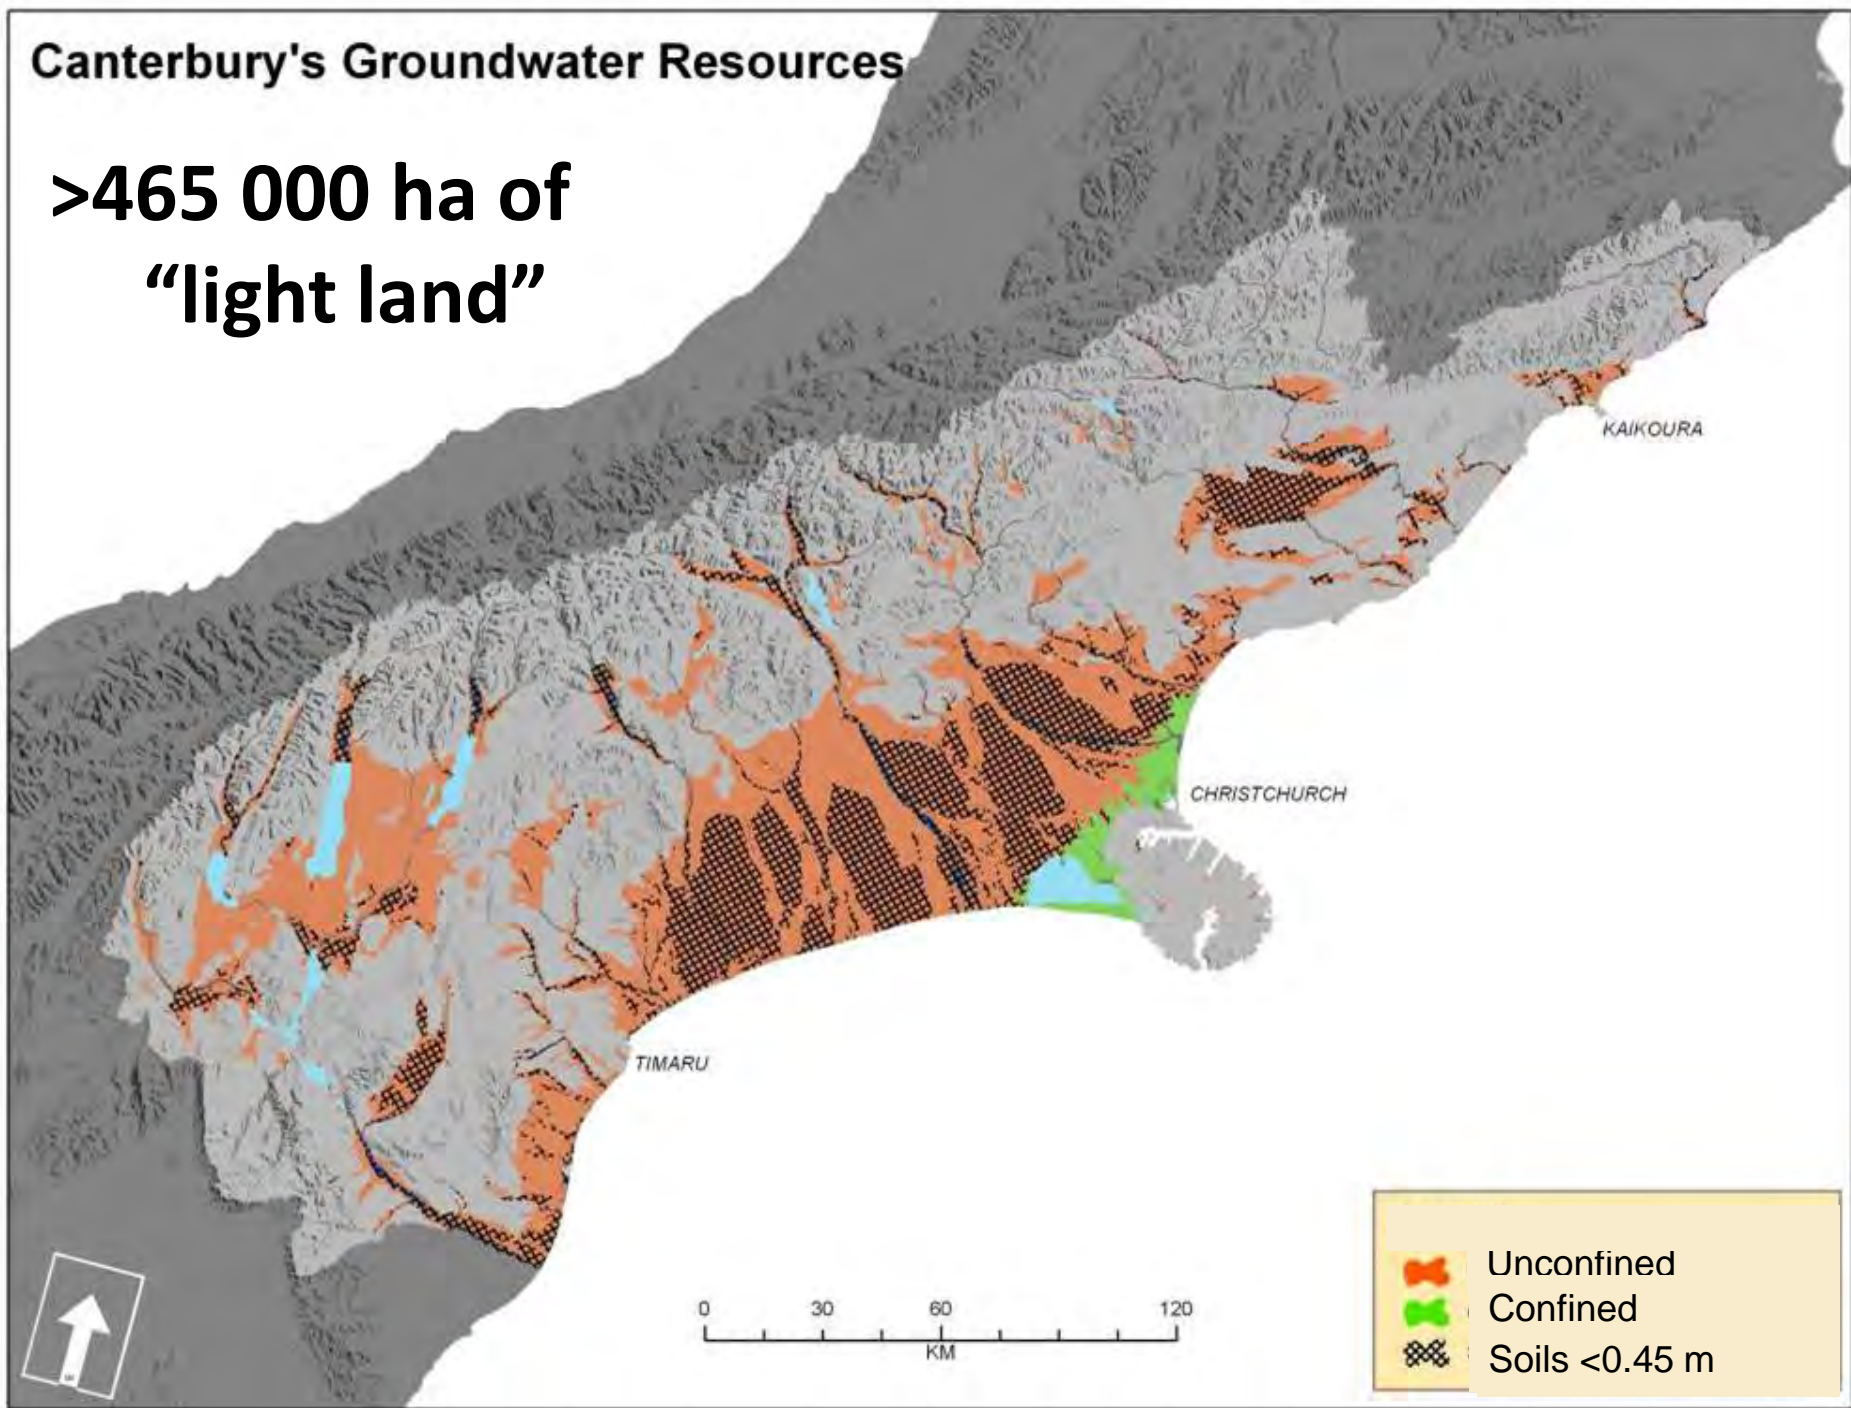 Canterbury's Groundwater Resources
>465 000 ha of
“light land”
KAIKOURA
CHRISTCHURCH
TIMARU
0 30 60 120
KM
Unconfined
Confined
Soils <0.45 m